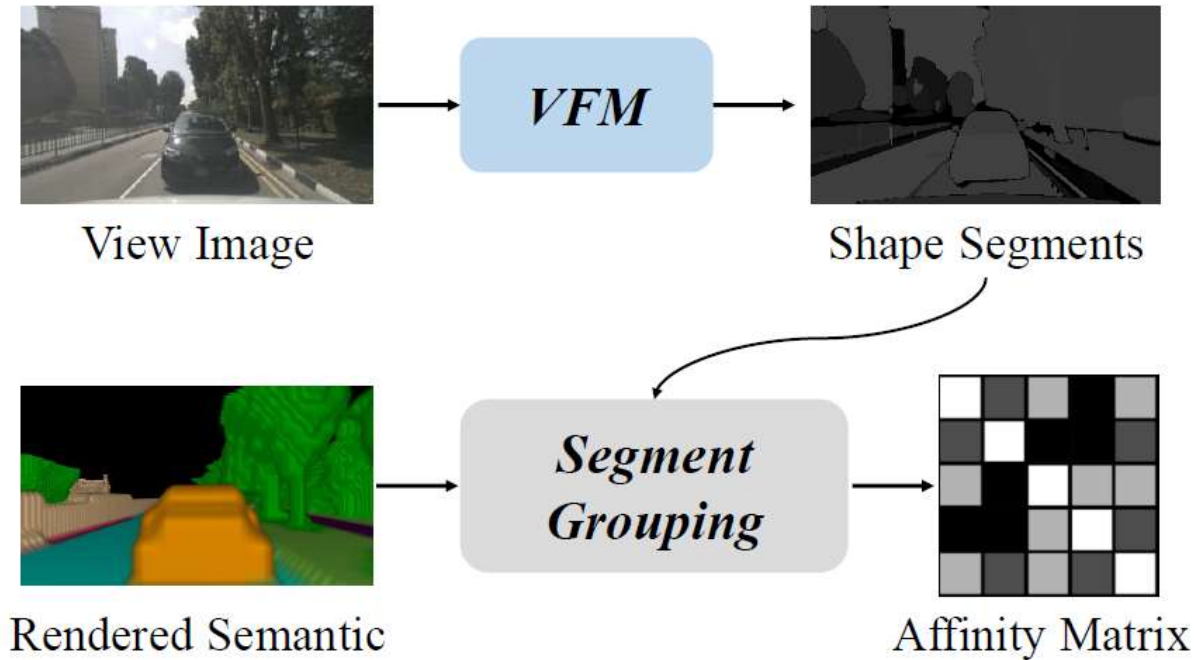 VFM
View Image
Shape Segments
Segment
Grouping
Rendered Semantic
Affinity Matrix